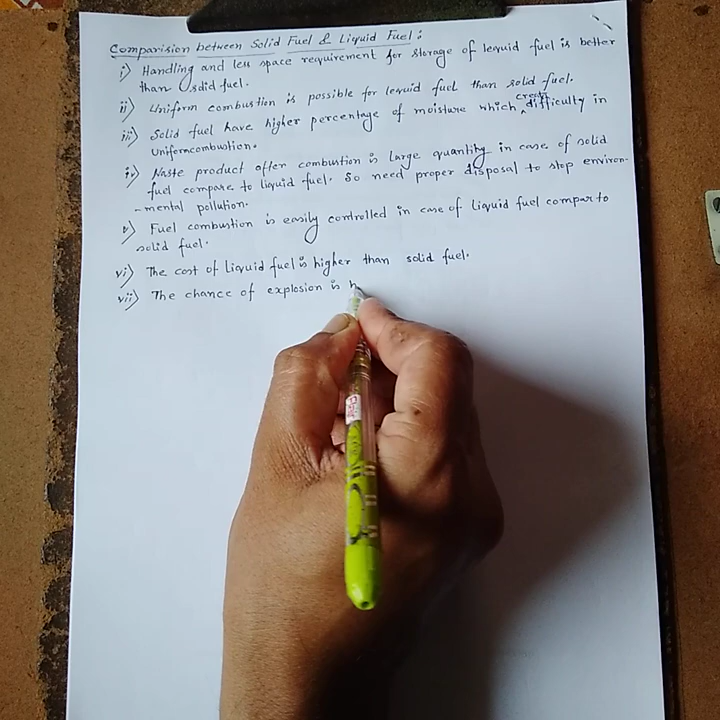 Comparision between Solid Fuel & Liquid Fuel :
i) Handling and less space requirement for storage of lequid fuel is better
than solid fuel.
ii) Uniform combustion is possible for lequid fuel than solid fuel.
iii) Solid fuel have higher percentage of moisture which create difficulty in
Uniform combustion.
iv) Waste product after combustion is large quantity in case of solid
fuel compare to liquid fuel. So need proper disposal to stop environ-
-mental pollution.
v) Fuel combustion is easily controlled in case of liquid fuel compar to
solid fuel.
vi) The cost of liquid fuel is higher than solid fuel.
vii) The chance of explosion is h